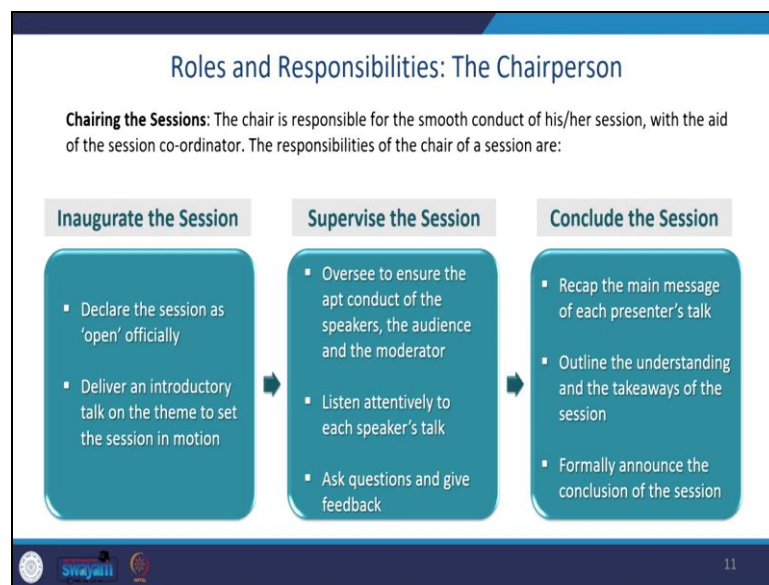 Roles and Responsibilities: The Chairperson
Chairing the Sessions: The chair is responsible for the smooth conduct of his/her session, with the aid
of the session co-ordinator. The responsibilities of the chair of a session are:
Inaugurate the Session
▪ Declare the session as
‘open’ officially
▪ Deliver an introductory
talk on the theme to set
the session in motion
Supervise the Session
▪ Oversee to ensure the
apt conduct of the
speakers, the audience
and the moderator
▪ Listen attentively to
each speaker’s talk
▪ Ask questions and give
feedback
Conclude the Session
▪ Recap the main message
of each presenter’s talk
▪ Outline the understanding
and the takeaways of the
session
▪ Formally announce the
conclusion of the session
swayam
11